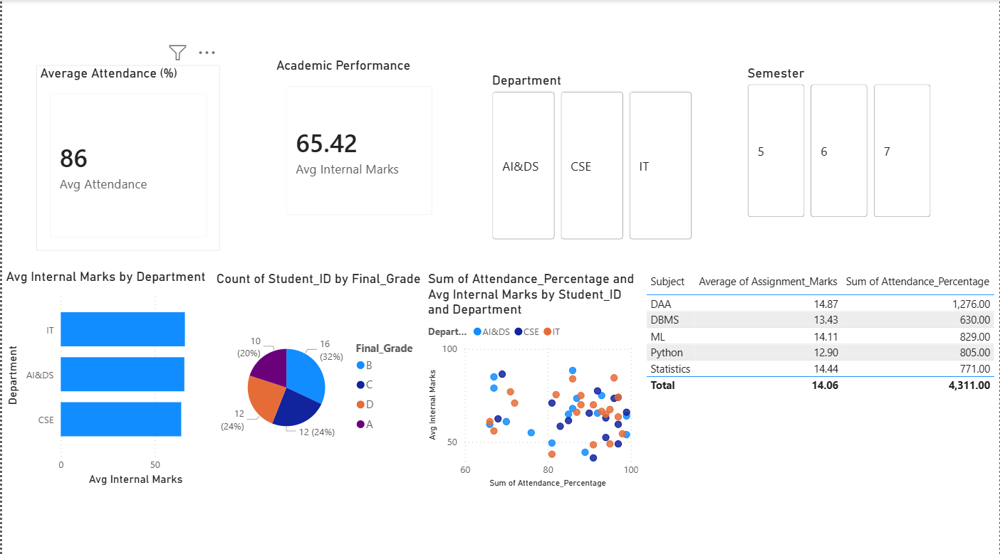 Average Attendance (%)
86
Avg Attendance
Academic Performance
65.42
Avg Internal Marks
Department
AI&DS
CSE
IT
Semester
5
6
7
Avg Internal Marks by Department
Department
IT
AI&DS
CSE
0
50
Avg Internal Marks
Count of Student_ID by Final_Grade
10
(20%)
16
(32%)
12
(24%)
12 (24%)
Final_Grade
B
C
D
A
Sum of Attendance_Percentage and
Avg Internal Marks by Student_ID
and Department
Depart... AI&DS CSE IT
Avg Internal Marks
100
50
60 80 100
Sum of Attendance_Percentage
Subject Average of Assignment_Marks Sum of Attendance_Percentage
DAA 14.87 1,276.00
DBMS 13.43 630.00
ML 14.11 829.00
Python 12.90 805.00
Statistics 14.44 771.00
Total 14.06 4,311.00